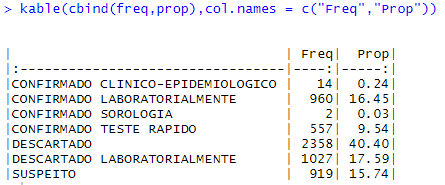 > kable(cbind(freq,prop),col.names = c("Freq","Prop"))
|                                 | Freq|  Prop|
|:--------------------------------|----:|-----:|
|CONFIRMADO CLINICO-EPIDEMIOLOGICO |   14|  0.24|
|CONFIRMADO LABORATORIALMENTE     |  960| 16.45|
|CONFIRMADO SOROLOGIA             |    2|  0.03|
|CONFIRMADO TESTE RAPIDO          |  557|  9.54|
|DESCARTADO                       | 2358| 40.40|
|DESCARTADO LABORATORIALMENTE     | 1027| 17.59|
|SUSPEITO                         |  919| 15.74|